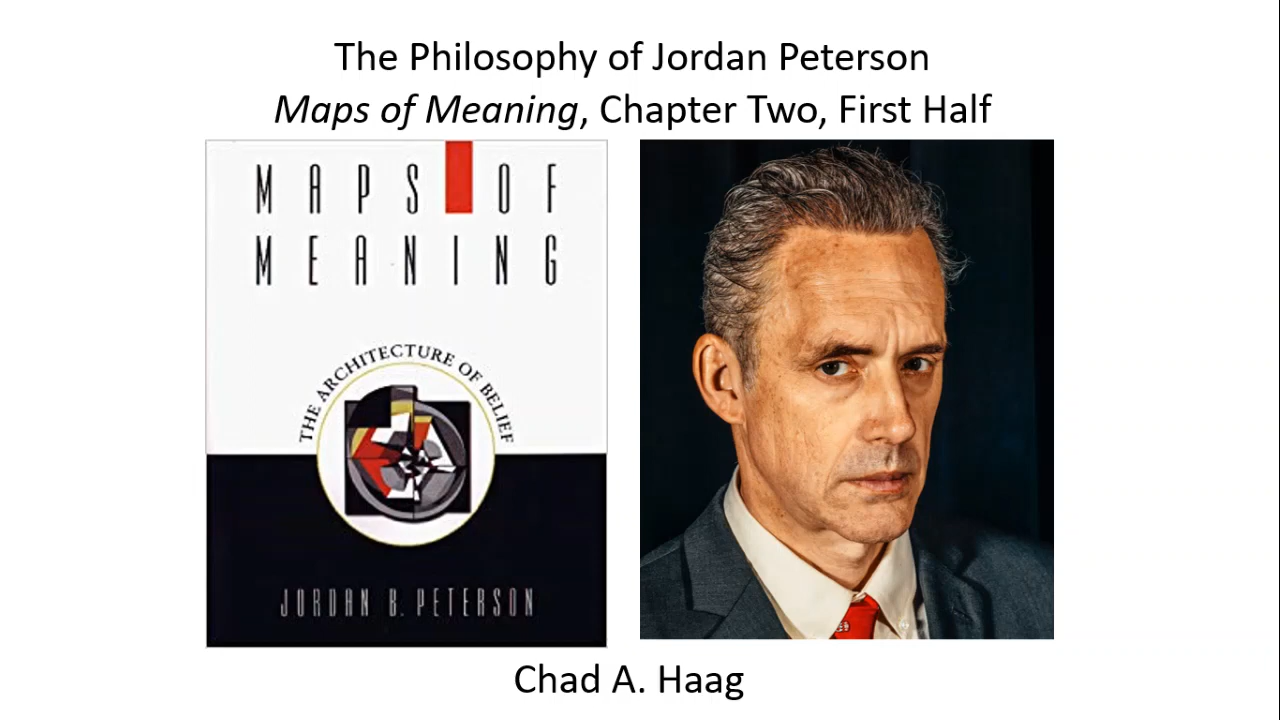 The Philosophy of Jordan Peterson
Maps of Meaning, Chapter Two, First Half
MAPS OF
MEANING
THE ARCHITECTURE OF BELIEF
JORDAN B. PETERSON
Chad A. Haag